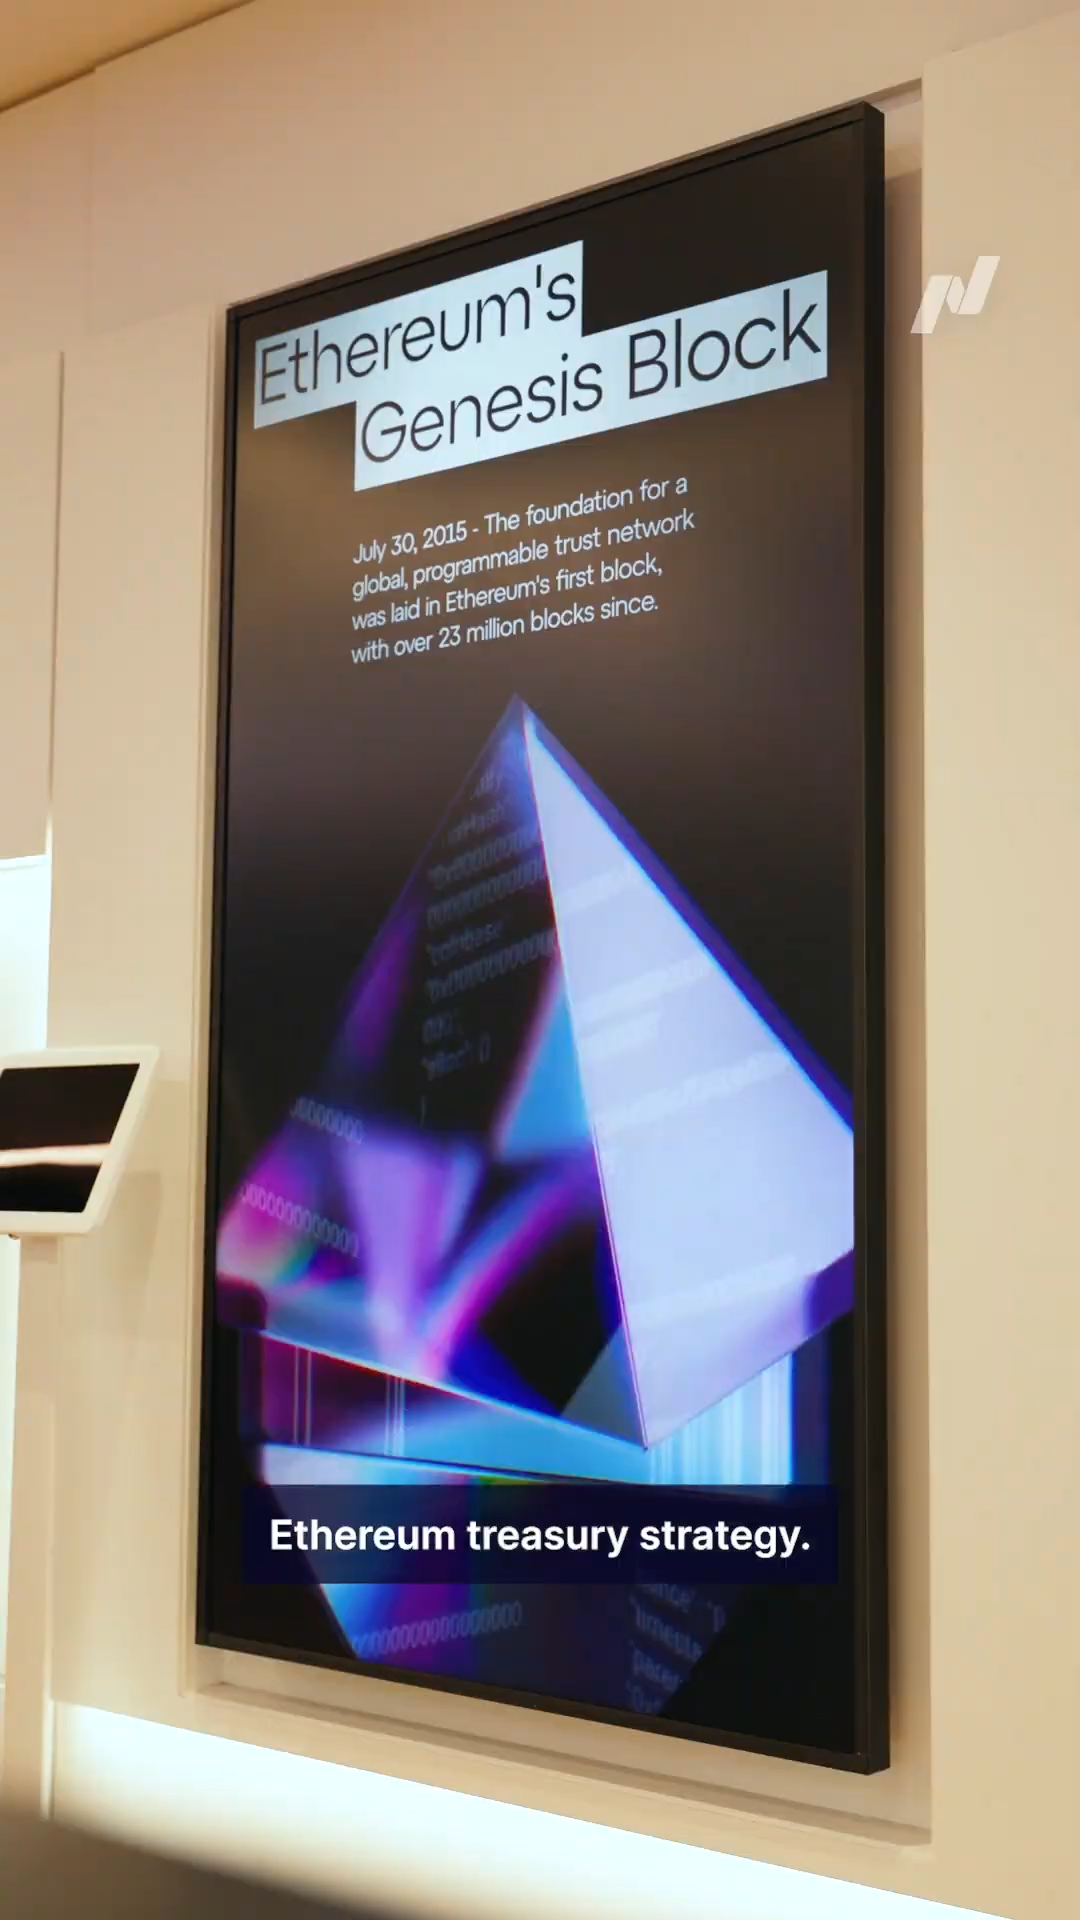 Ethereum's
Genesis Block
July 30, 2015 - The foundation for a
global, programmable trust network
was laid in Ethereum's first block,
with over 23 million blocks since.
"coinbase"
Ethereum treasury strategy.